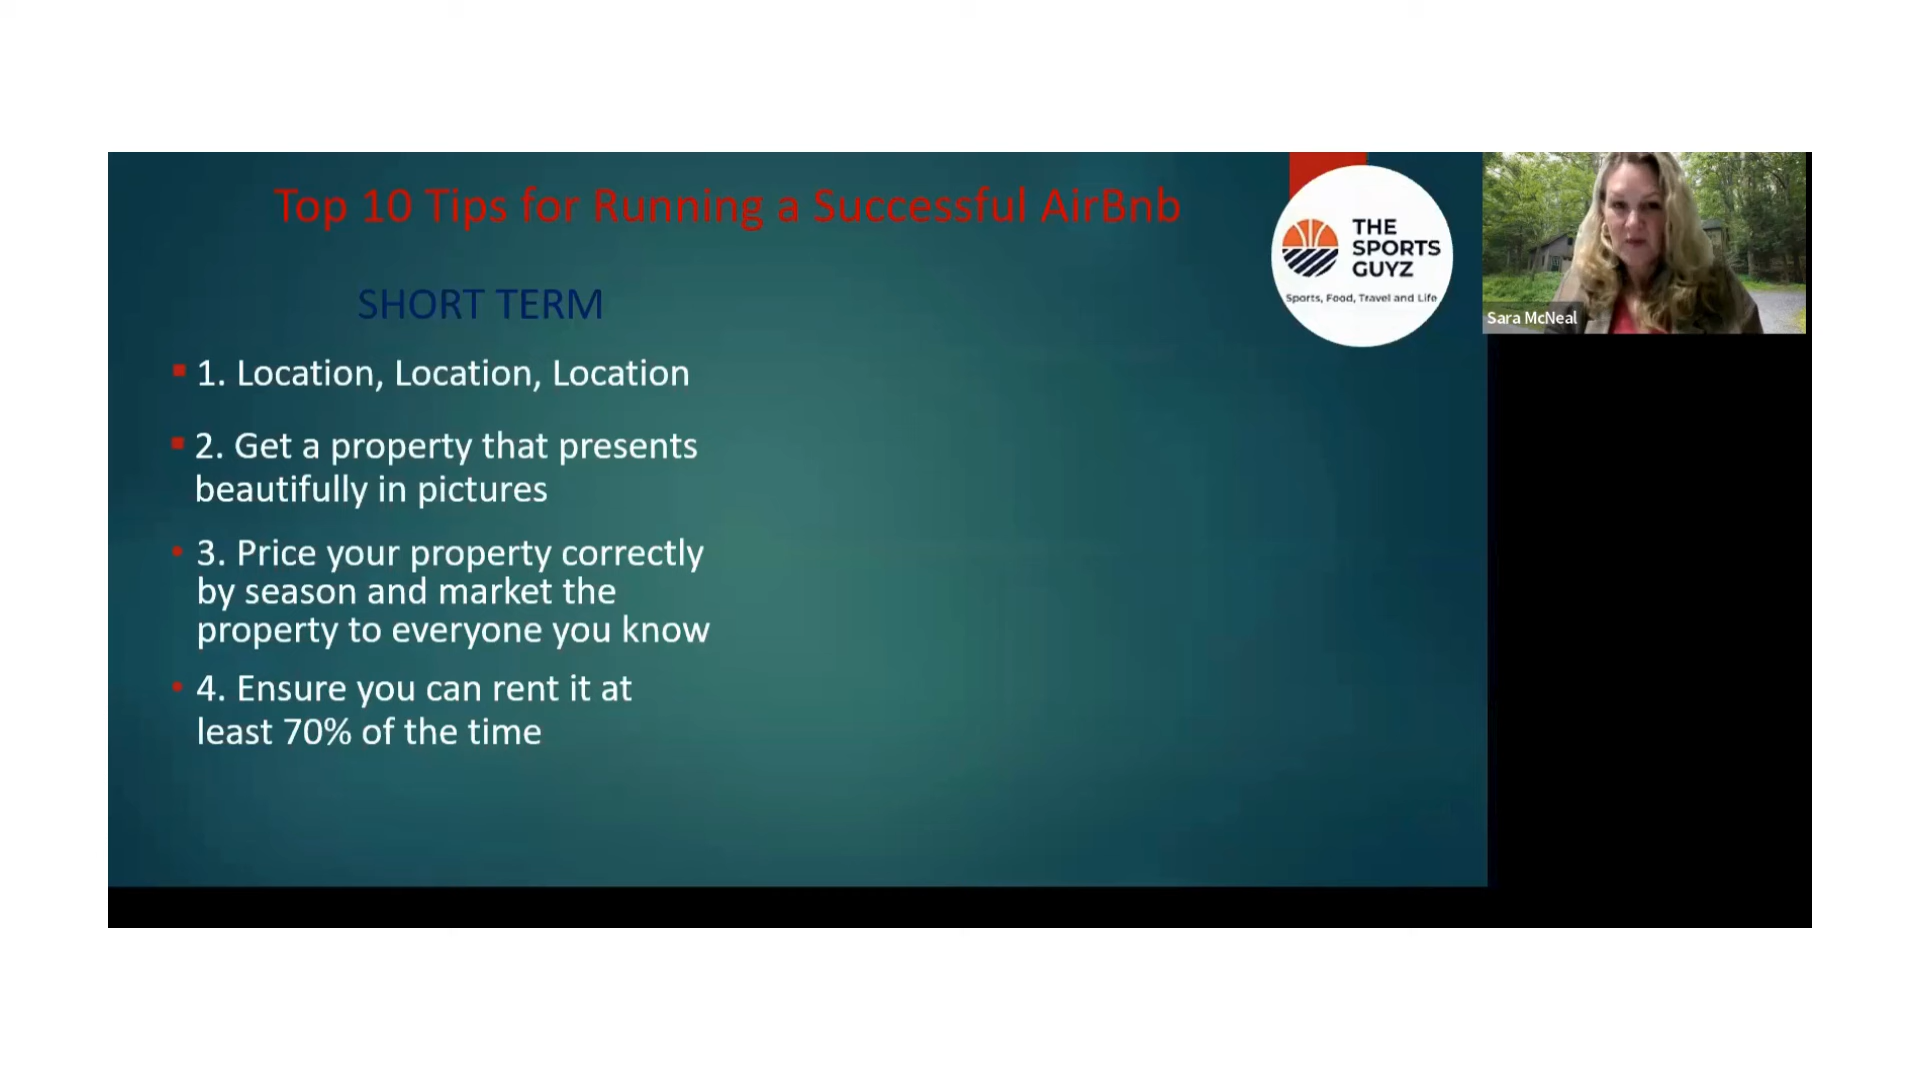 Top 10 Tips for Running a Successful AirBnb
THE
SPORTS
GUYZ
Sports, Food, Travel and Life
Sara McNeal
SHORT TERM
1. Location, Location, Location
2. Get a property that presents
beautifully in pictures
3. Price your property correctly
by season and market the
property to everyone you know
4. Ensure you can rent it at
least 70% of the time